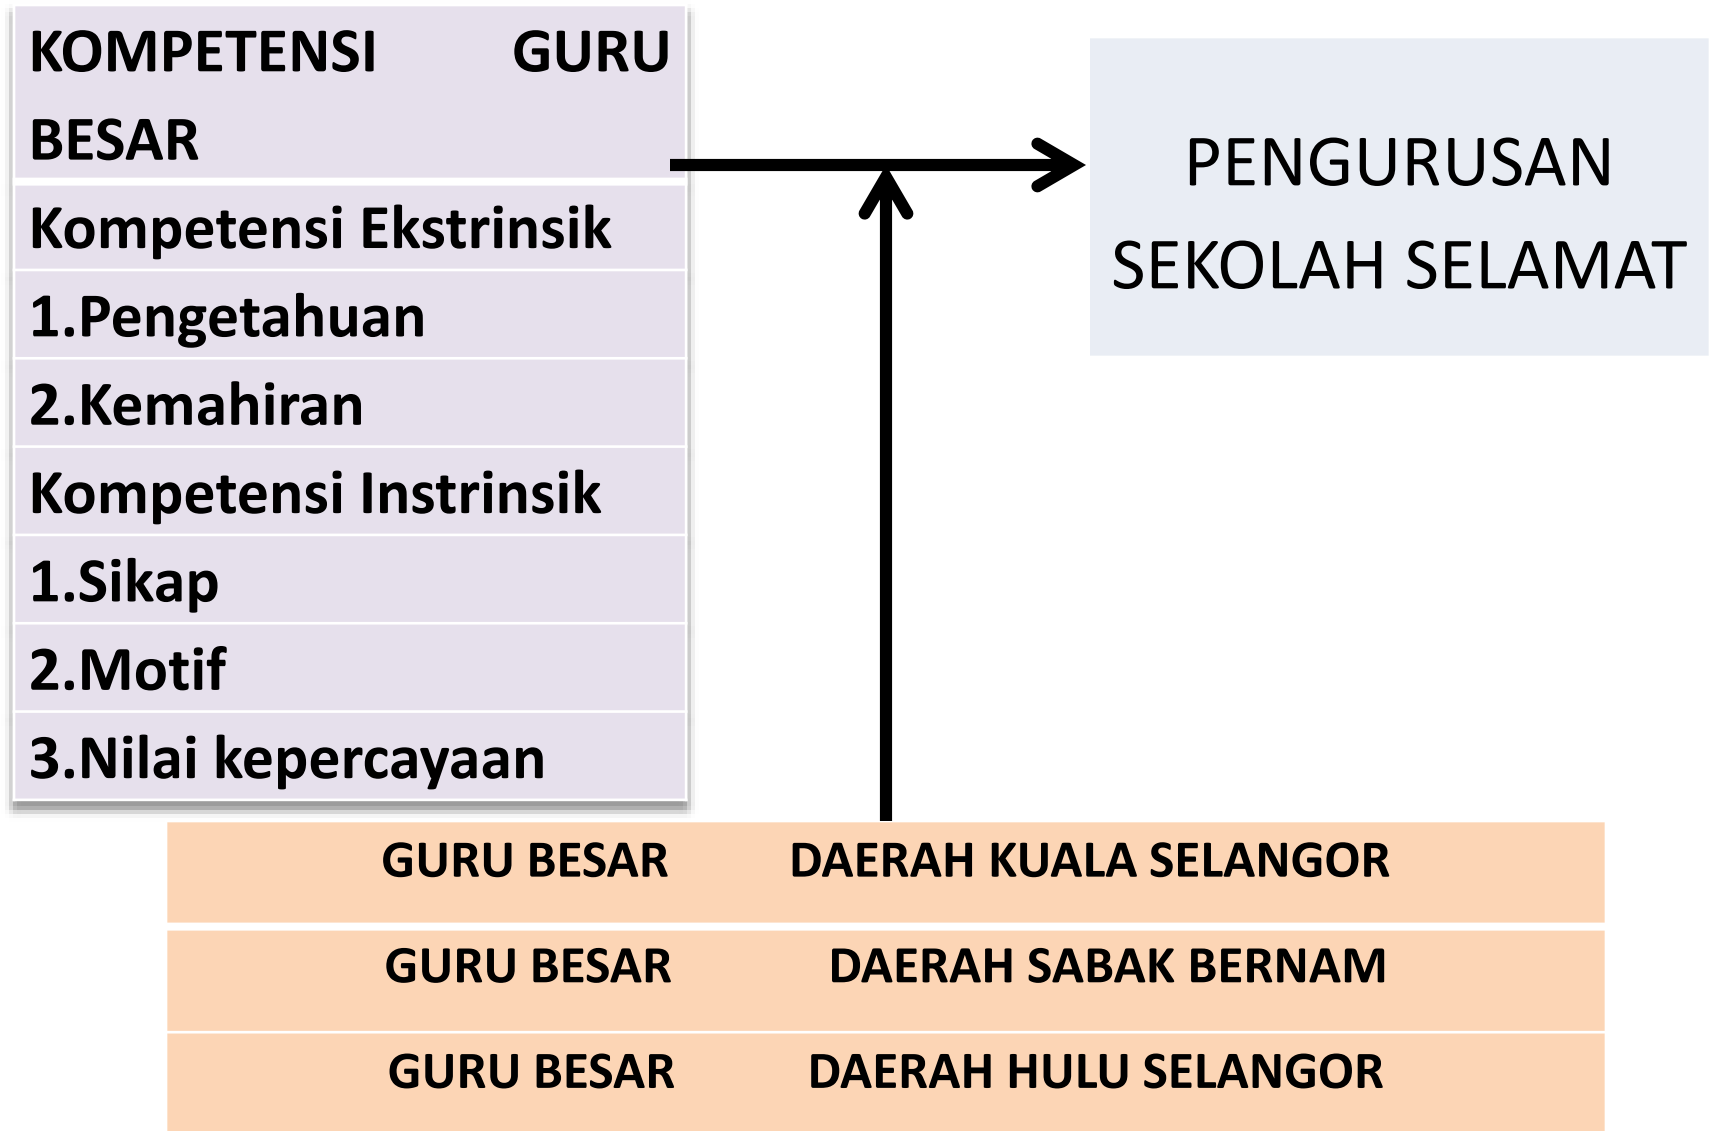 KOMPETENSI GURU
BESAR
Kompetensi Ekstrinsik
1.Pengetahuan
2.Kemahiran
Kompetensi Instrinsik
1.Sikap
2.Motif
3.Nilai kepercayaan
PENGURUSAN
SEKOLAH SELAMAT
GURU BESAR DAERAH KUALA SELANGOR
GURU BESAR DAERAH SABAK BERNAM
GURU BESAR DAERAH HULU SELANGOR